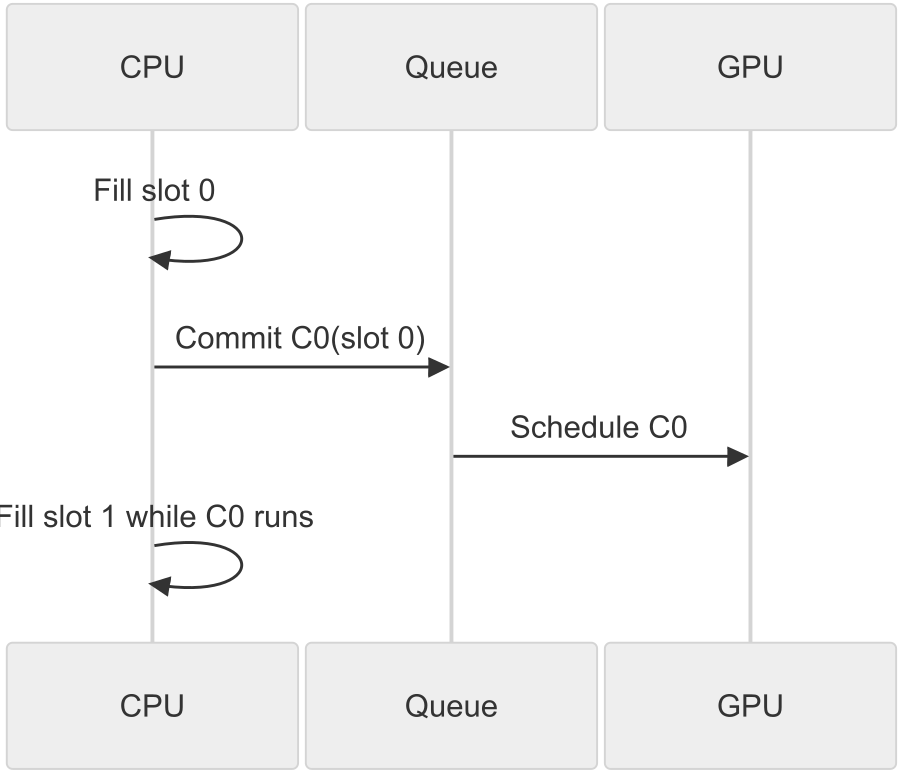 CPU
Queue
GPU
Fill slot 0
Commit C0(slot 0)
Schedule C0
Fill slot 1 while C0 runs
CPU
Queue
GPU